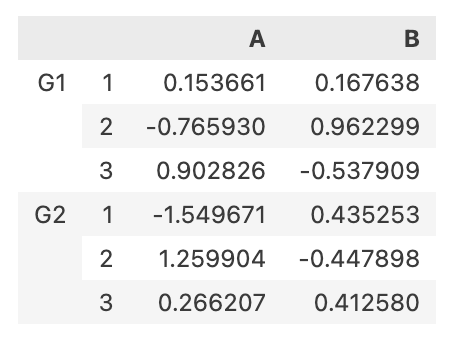 A B
G1 1 0.153661 0.167638
2 -0.765930 0.962299
3 0.902826 -0.537909
G2 1 -1.549671 0.435253
2 1.259904 -0.447898
3 0.266207 0.412580